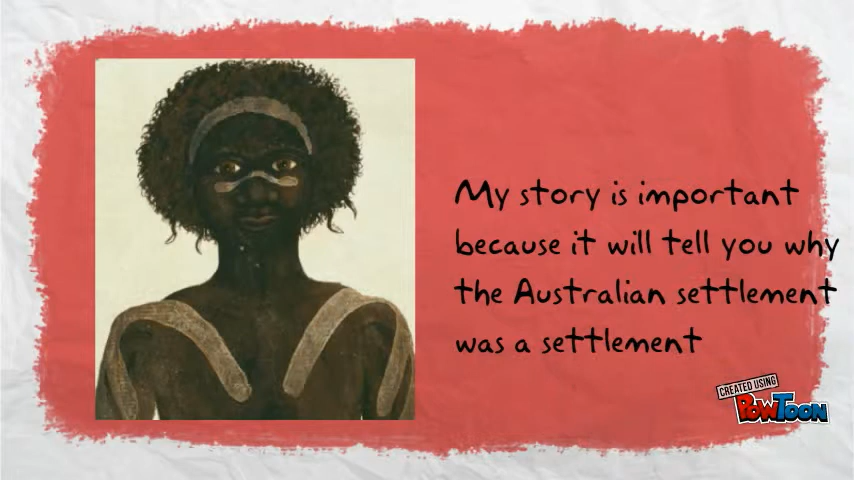 My story is important
because it will tell you why
the Australian settlement
was a settlement
CREATED USING
POWTOON